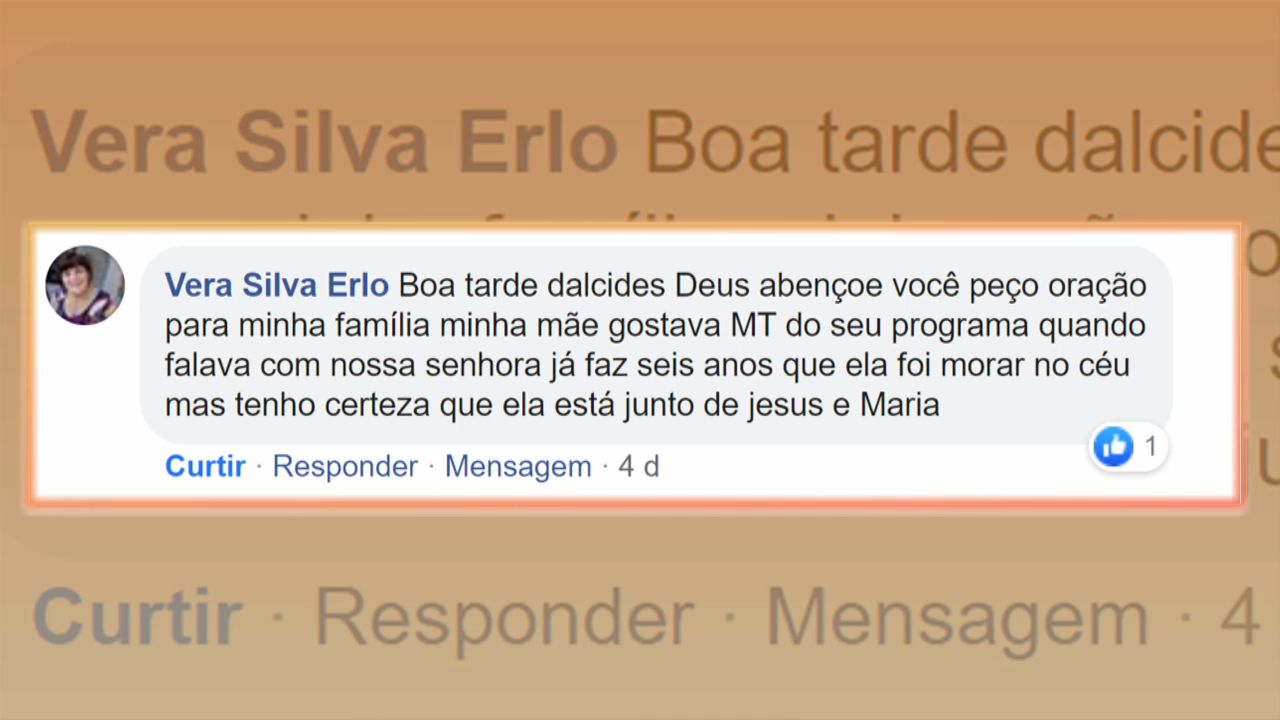 Vera Silva Erlo Boa tarde dalcide
Vera Silva Erlo Boa tarde dalcides Deus abençoe você peço oração
para minha família minha mãe gostava MT do seu programa quando
falava com nossa senhora já faz seis anos que ela foi morar no céu
mas tenho certeza que ela está junto de jesus e Maria
1
Curtir · Responder · Mensagem · 4 d
Curtir · Responder · Mensagem · 4